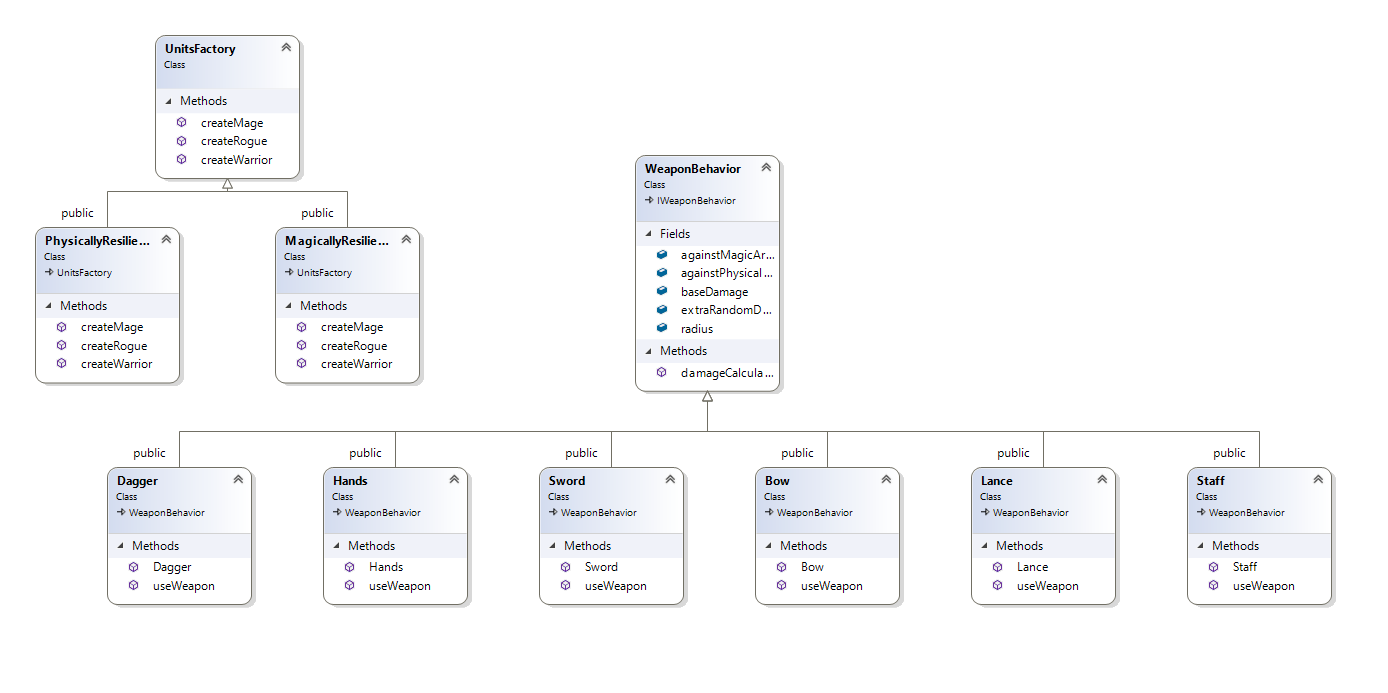 UnitsFactory
Class
Methods
createMage
createRogue
createWarrior
public
public
PhysicallyResilie...
Class
UnitsFactory
Methods
createMage
createRogue
createWarrior
MagicallyResilie...
Class
UnitsFactory
Methods
createMage
createRogue
createWarrior
WeaponBehavior
Class
IWeaponBehavior
Fields
againstMagicAr...
againstPhysical...
baseDamage
extraRandomD...
radius
Methods
damageCalcula...
public
public
public
public
public
public
Dagger
Class
WeaponBehavior
Methods
Dagger
useWeapon
Hands
Class
WeaponBehavior
Methods
Hands
useWeapon
Sword
Class
WeaponBehavior
Methods
Sword
useWeapon
Bow
Class
WeaponBehavior
Methods
Bow
useWeapon
Lance
Class
WeaponBehavior
Methods
Lance
useWeapon
Staff
Class
WeaponBehavior
Methods
Staff
useWeapon